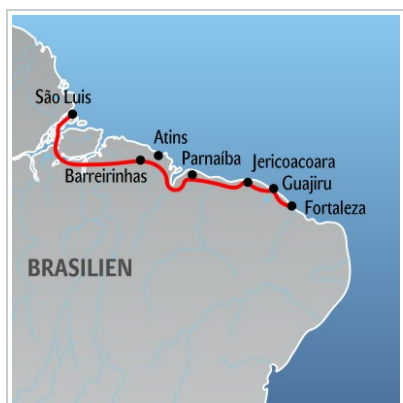 São Luis
Atins
Parnaíba
Jericoacoara
Barreirinhas
Guajiru
Fortaleza
BRASILIEN